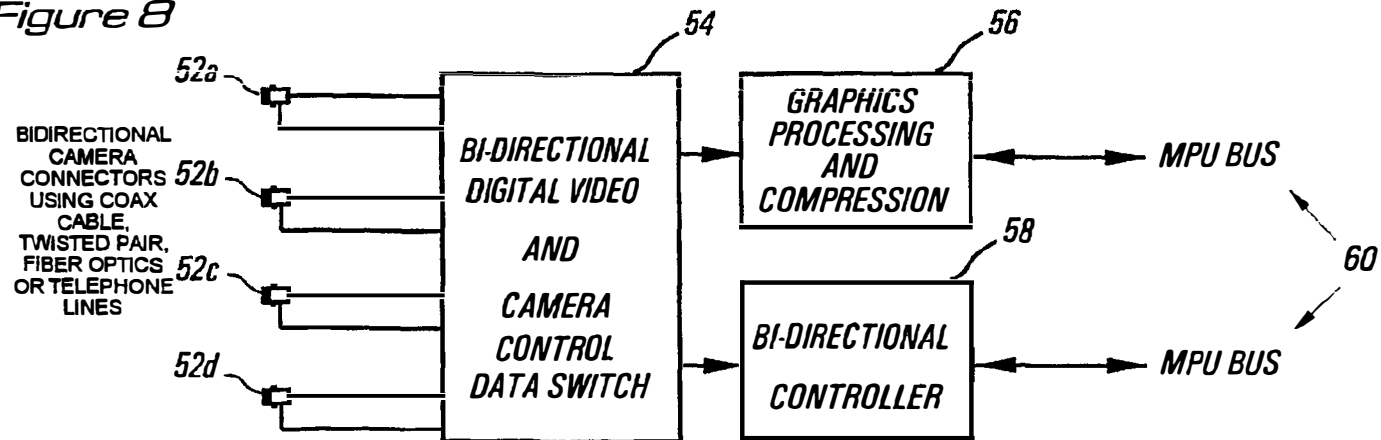 Figure 8
54
56
52a
BIDIRECTIONAL
CAMERA
CONNECTORS
USING COAX
CABLE,
TWISTED PAIR,
FIBER OPTICS
OR TELEPHONE
LINES
52b
52c
52d
BI-DIRECTIONAL
DIGITAL VIDEO
AND
CAMERA
CONTROL
DATA SWITCH
GRAPHICS
PROCESSING
AND
COMPRESSION
MPU BUS
58
60
BI-DIRECTIONAL
CONTROLLER
MPU BUS